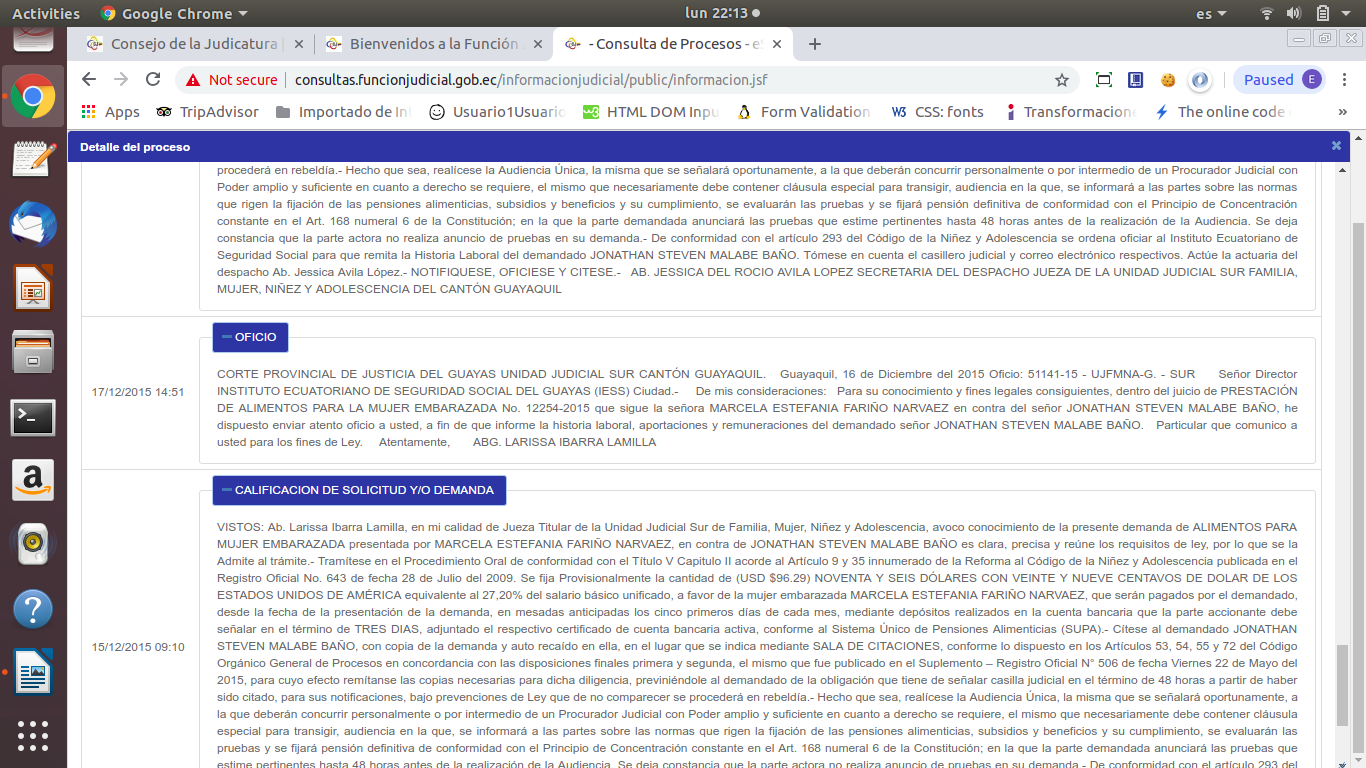 Activities
Google Chrome
lun 22:13
es
Consejo de la Judicatura
Bienvenidos a la Función
- Consulta de Procesos - eS
Not secure
consultas.funcionjudicial.gob.ec/informacionjudicial/public/informacion.jsf
Paused
E
Apps
TripAdvisor
Importado de In
Usuario1Usuario
HTML DOM Inpu
Form Validation
CSS: fonts
Transformacione
The online code
»
Detalle del proceso
procederá en rebeldía.- Hecho que sea, realícese la Audiencia Única, la misma que se señalará oportunamente, a la que deberán concurrir personalmente o por intermedio de un Procurador Judicial con
Poder amplio y suficiente en cuanto a derecho se requiere, el mismo que necesariamente debe contener cláusula especial para transigir, audiencia en la que, se informará a las partes sobre las normas
que rigen la fijación de las pensiones alimenticias, subsidios y beneficios y su cumplimiento, se evaluarán las pruebas y se fijará pensión definitiva de conformidad con el Principio de Concentración
constante en el Art. 168 numeral 6 de la Constitución; en la que la parte demandada anunciará las pruebas que estime pertinentes hasta 48 horas antes de la realización de la Audiencia. Se deja
constancia que la parte actora no realiza anuncio de pruebas en su demanda.- De conformidad con el artículo 293 del Código de la Niñez y Adolescencia se ordena oficiar al Instituto Ecuatoriano de
Seguridad Social para que remita la Historia Laboral del demandado JONATHAN STEVEN MALABE BAÑO. Tómese en cuenta el casillero judicial y correo electrónico respectivos. Actúe la actuaria del
despacho Ab. Jessica Avila López.- NOTIFIQUESE, OFICIESE Y CITESE.- AB. JESSICA DEL ROCIO AVILA LOPEZ SECRETARIA DEL DESPACHO JUEZA DE LA UNIDAD JUDICIAL SUR FAMILIA,
MUJER, NIÑEZ Y ADOLESCENCIA DEL CANTÓN GUAYAQUIL
OFICIO
17/12/2015 14:51
CORTE PROVINCIAL DE JUSTICIA DEL GUAYAS UNIDAD JUDICIAL SUR CANTÓN GUAYAQUIL. Guayaquil, 16 de Diciembre del 2015 Oficio: 51141-15 - UJFMNA-G. - SUR Señor Director
INSTITUTO ECUATORIANO DE SEGURIDAD SOCIAL DEL GUAYAS (IESS) Ciudad.- De mis consideraciones: Para su conocimiento y fines legales consiguientes, dentro del juicio de PRESTACIÓN
DE ALIMENTOS PARA LA MUJER EMBARAZADA No. 12254-2015 que sigue la señora MARCELA ESTEFANIA FARIÑO NARVAEZ en contra del señor JONATHAN STEVEN MALABE BAÑO, he
dispuesto enviar atento oficio a usted, a fin de que informe la historia laboral, aportaciones y remuneraciones del demandado señor JONATHAN STEVEN MALABE BAÑO. Particular que comunico a
usted para los fines de Ley. Atentamente, ABG. LARISSA IBARRA LAMILLA
CALIFICACION DE SOLICITUD Y/O DEMANDA
15/12/2015 09:10
VISTOS: Ab. Larissa Ibarra Lamilla, en mi calidad de Jueza Titular de la Unidad Judicial Sur de Familia, Mujer, Niñez y Adolescencia, avoco conocimiento de la presente demanda de ALIMENTOS PARA
MUJER EMBARAZADA presentada por MARCELA ESTEFANIA FARIÑO NARVAEZ, en contra de JONATHAN STEVEN MALABE BAÑO es clara, precisa y reúne los requisitos de ley, por lo que se la
Admite al trámite.- Tramítese en el Procedimiento Oral de conformidad con el Título V Capitulo II acorde al Artículo 9 y 35 innumerado de la Reforma al Código de la Niñez y Adolescencia publicada en el
Registro Oficial No. 643 de fecha 28 de Julio del 2009. Se fija Provisionalmente la cantidad de (USD $96.29) NOVENTA Y SEIS DÓLARES CON VEINTE Y NUEVE CENTAVOS DE DOLAR DE LOS
ESTADOS UNIDOS DE AMÉRICA equivalente al 27,20% del salario básico unificado, a favor de la mujer embarazada MARCELA ESTEFANIA FARIÑO NARVAEZ, que serán pagados por el demandado,
desde la fecha de la presentación de la demanda, en mesadas anticipadas los cinco primeros días de cada mes, mediante depósitos realizados en la cuenta bancaria que la parte accionante debe
señalar en el término de TRES DIAS, adjuntado el respectivo certificado de cuenta bancaria activa, conforme al Sistema Único de Pensiones Alimenticias (SUPA).- Cítese al demandado JONATHAN
STEVEN MALABE BAÑO, con copia de la demanda y auto recaído en ella, en el lugar que se indica mediante SALA DE CITACIONES, conforme lo dispuesto en los Artículos 53, 54, 55 y 72 del Código
Orgánico General de Procesos en concordancia con las disposiciones finales primera y segunda, el mismo que fue publicado en el Suplemento – Registro Oficial N° 506 de fecha Viernes 22 de Mayo del
2015, para cuyo efecto remítanse las copias necesarias para dicha diligencia, previniéndole al demandado de la obligación que tiene de señalar casilla judicial en el término de 48 horas a partir de haber
sido citado, para sus notificaciones, bajo prevenciones de Ley que de no comparecer se procederá en rebeldía.- Hecho que sea, realícese la Audiencia Única, la misma que se señalará oportunamente, a
la que deberán concurrir personalmente o por intermedio de un Procurador Judicial con Poder amplio y suficiente en cuanto a derecho se requiere, el mismo que necesariamente debe contener cláusula
especial para transigir, audiencia en la que, se informará a las partes sobre las normas que rigen la fijación de las pensiones alimenticias, subsidios y beneficios y su cumplimiento, se evaluarán las
pruebas y se fijará pensión definitiva de conformidad con el Principio de Concentración constante en el Art. 168 numeral 6 de la Constitución; en la que la parte demandada anunciará las pruebas que
estime pertinentes hasta 48 horas antes de la realización de la Audiencia. Se deja constancia que la parte actora no realiza anuncio de pruebas en su demanda.- De conformidad con el artículo 293 del